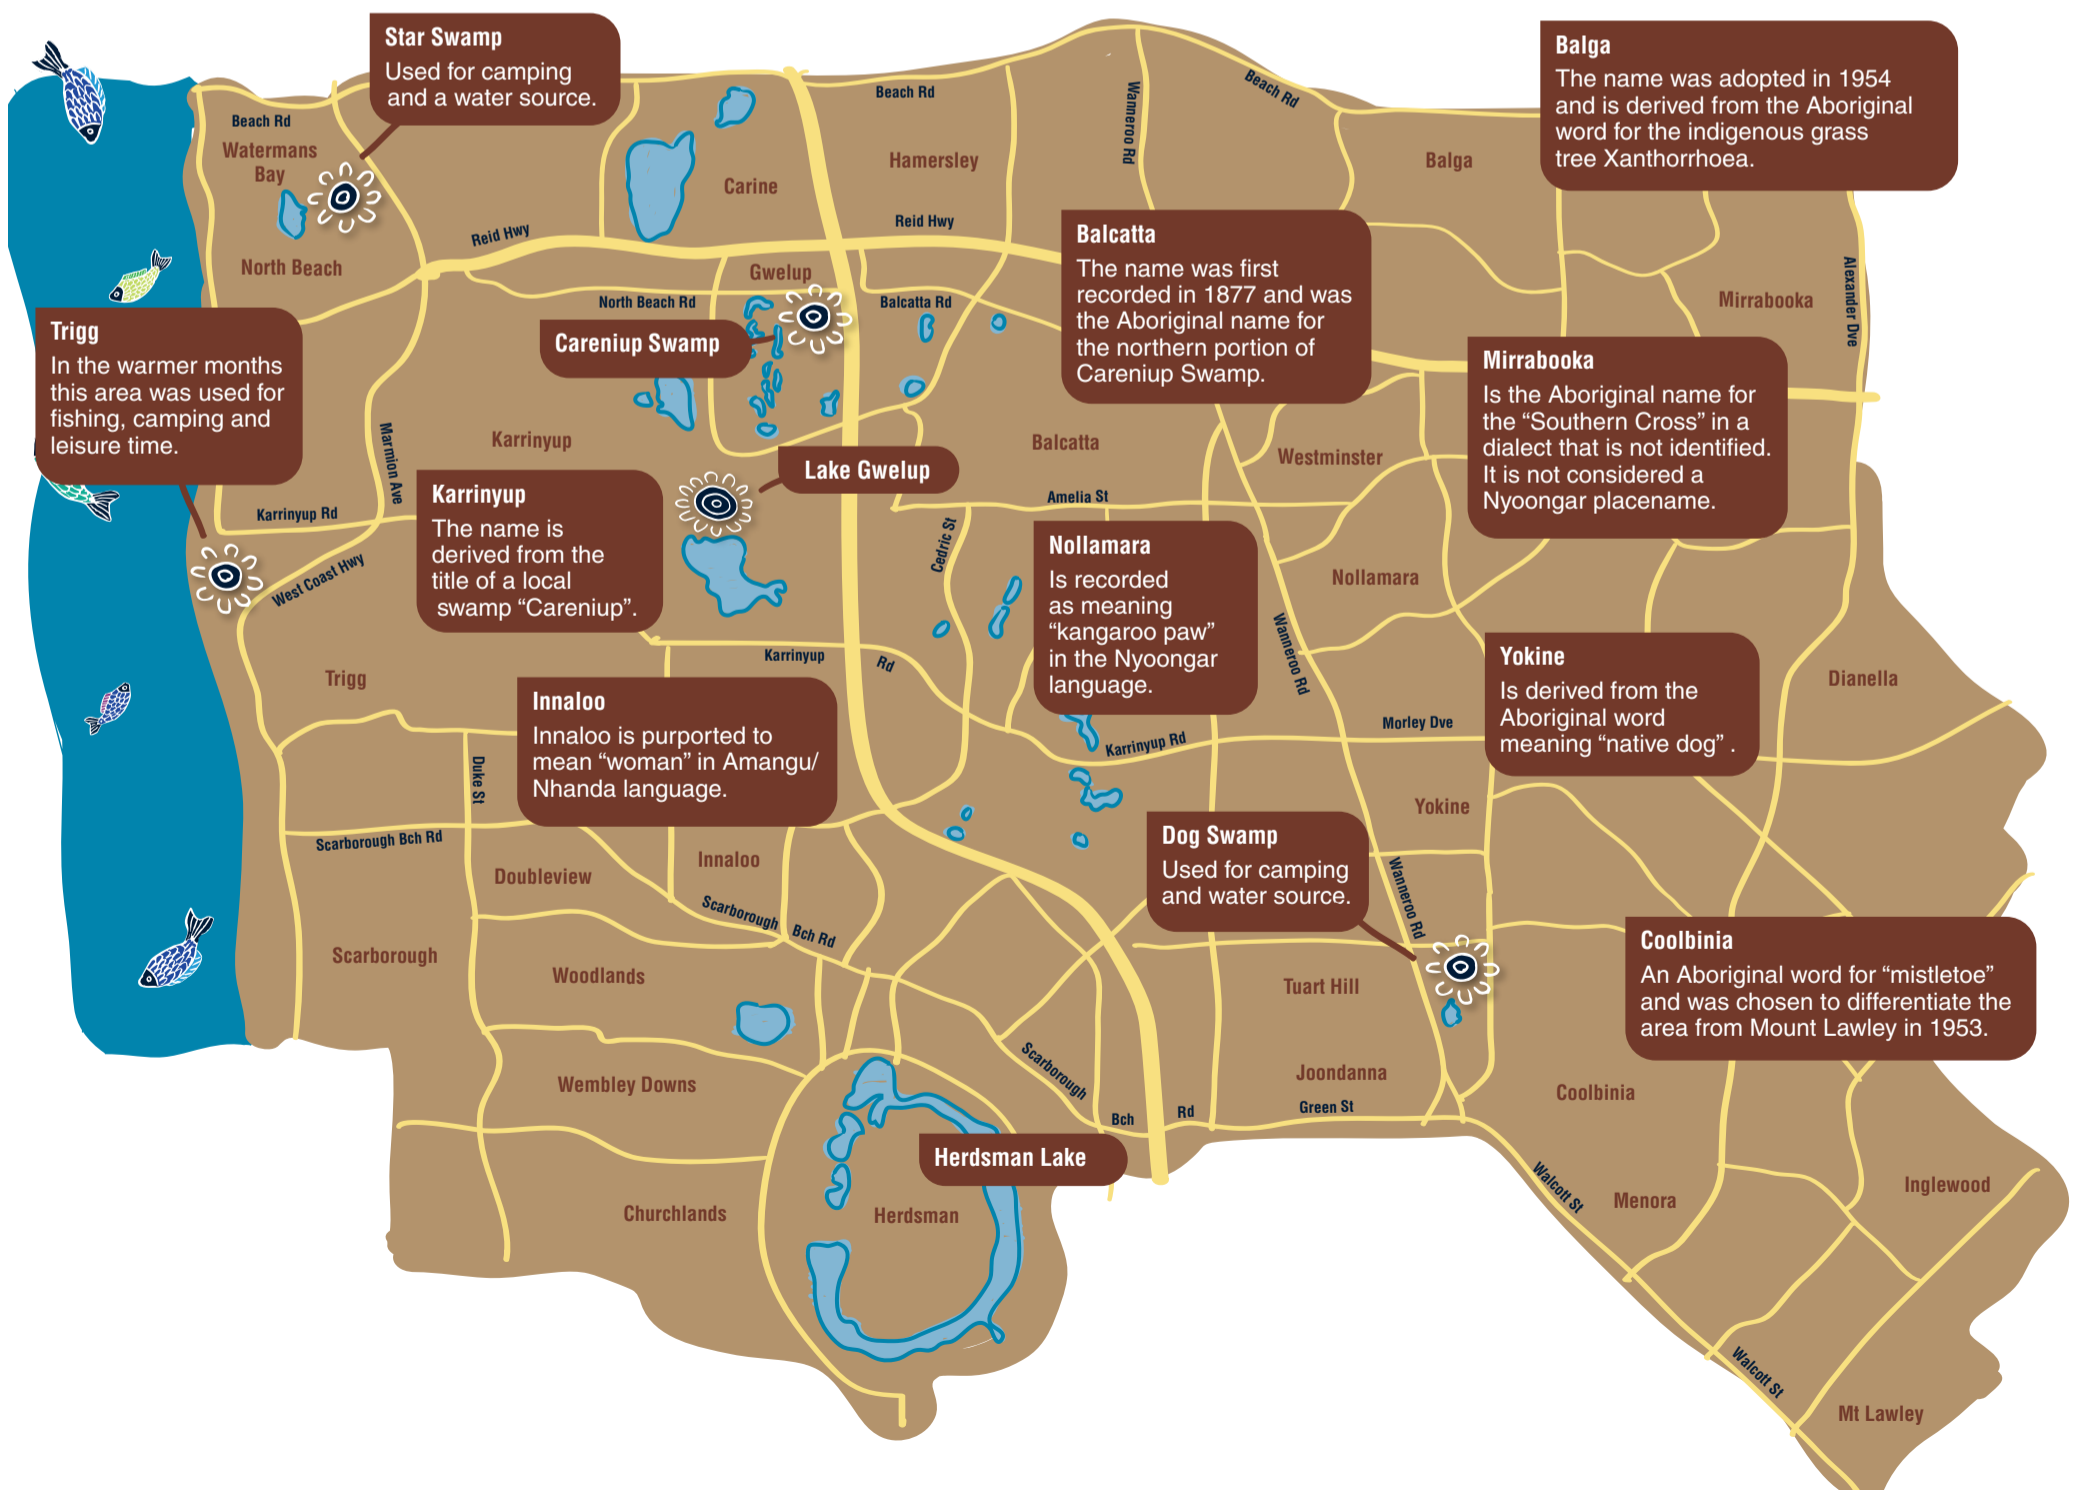 Star Swamp
Used for camping
and a water source.
Balga
The name was adopted in 1954
and is derived from the Aboriginal
word for the indigenous grass
tree Xanthorrhoea.
Beach Rd
Beach Rd
Beach Rd
Wanneroo Rd
Watermans
Bay
Carine
Hamersley
Balga
Reid Hwy
Reid Hwy
North Beach
Gwelup
North Beach Rd
Balcatta Rd
Balcatta
The name was first
recorded in 1877 and was
the Aboriginal name for
the northern portion of
Careniup Swamp.
Mirrabooka
Alexander Dve
Trigg
In the warmer months
this area was used for
fishing, camping and
leisure time.
Careniup Swamp
Mirrabooka
Is the Aboriginal name for
the “Southern Cross” in a
dialect that is not identified.
It is not considered a
Nyoongar placename.
Marmion Ave
Karrinyup
Balcatta
Westminster
Lake Gwelup
Karrinyup
The name is
derived from the
title of a local
swamp “Careniup”.
Karrinyup Rd
Amelia St
Cedric St
West Coast Hwy
Nollamara
Is recorded
as meaning
“kangaroo paw”
in the Nyoongar
language.
Nollamara
Wanneroo Rd
Karrinyup
Rd
Trigg
Yokine
Is derived from the
Aboriginal word
meaning “native dog” .
Dianella
Innaloo
Innaloo is purported to
mean “woman” in Amangu/
Nhanda language.
Karrinyup Rd
Morley Dve
Duke St
Yokine
Scarborough Bch Rd
Dog Swamp
Used for camping
and water source.
Wanneroo Rd
Innaloo
Doubleview
Scarborough
Bch Rd
Scarborough
Woodlands
Tuart Hill
Coolbinia
An Aboriginal word for “mistletoe”
and was chosen to differentiate the
area from Mount Lawley in 1953.
Wembley Downs
Scarborough
Bch
Rd
Joondanna
Green St
Coolbinia
Herdsman Lake
Walcott St
Churchlands
Herdsman
Menora
Inglewood
Walcott St
Mt Lawley